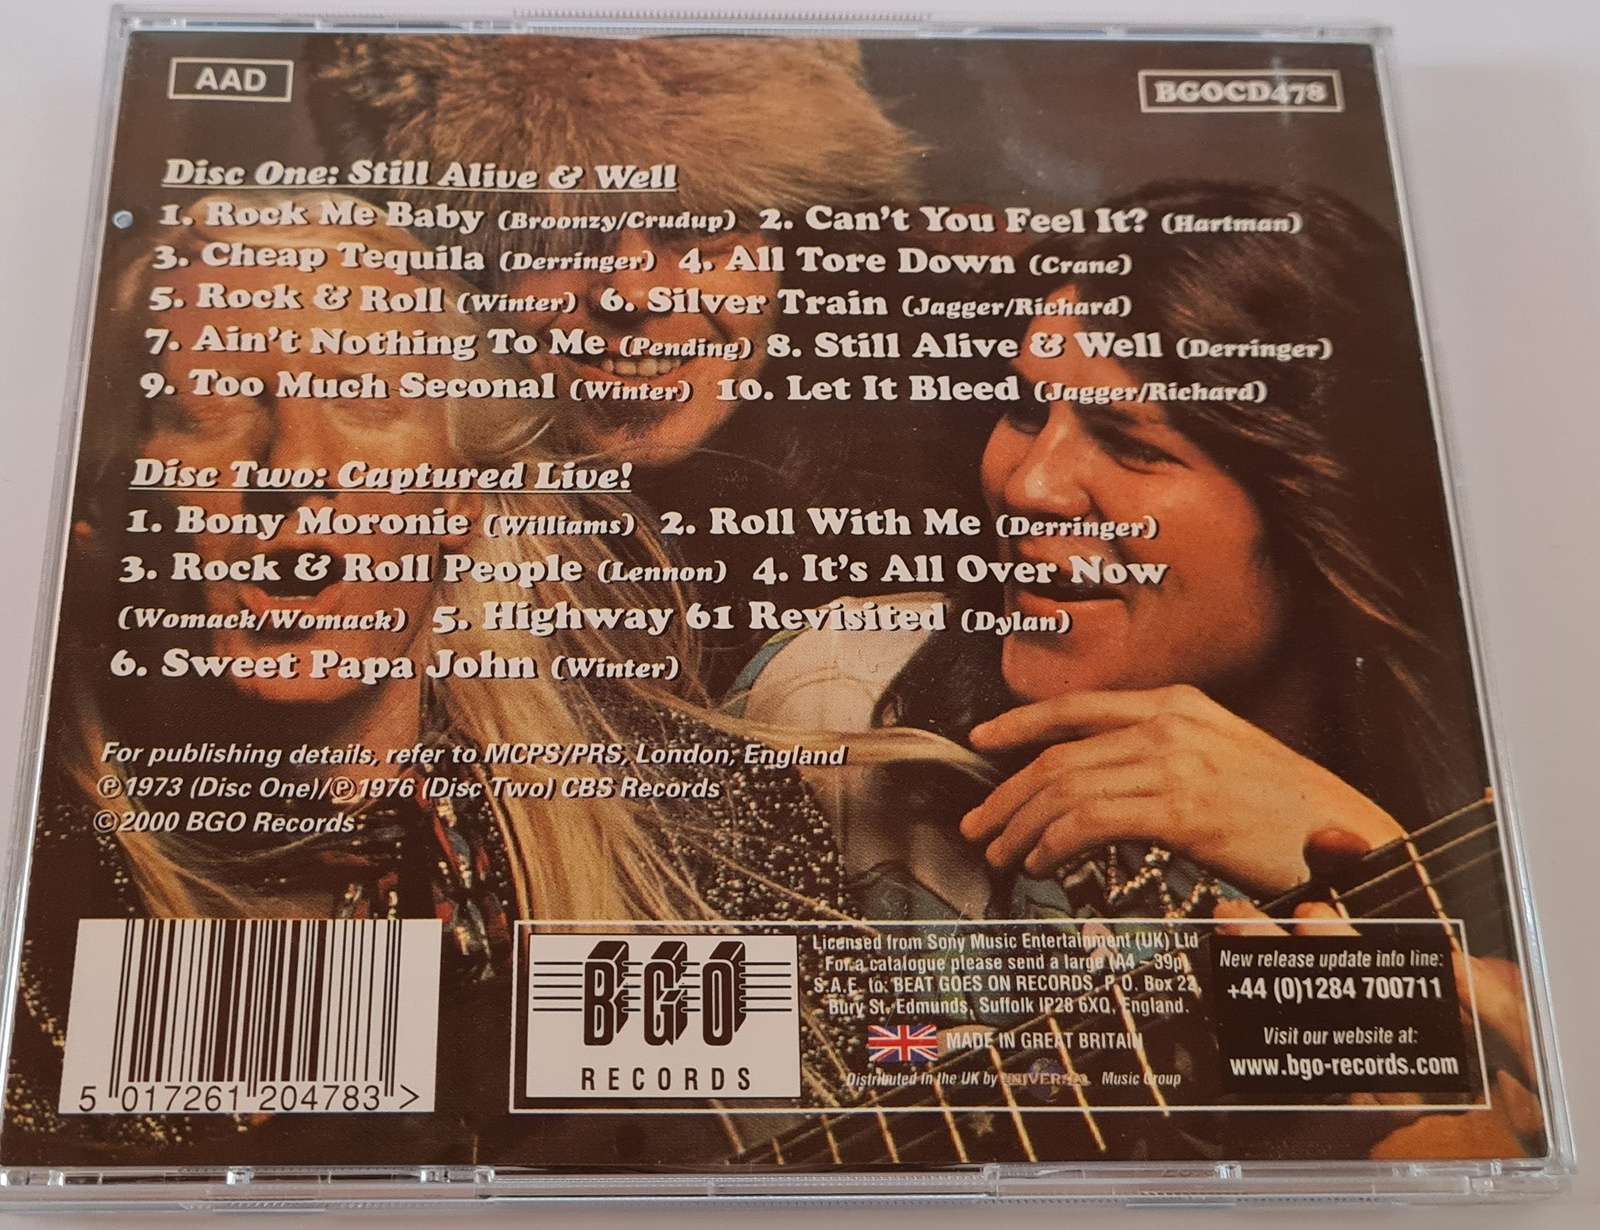 AAD
BGOCD478
Disc One: Still Alive & Well
1. Rock Me Baby (Broonzy/Crudup) 2. Can't You Feel It? (Hartman)
3. Cheap Tequila (Derringer) 4. All Tore Down (Crane)
5. Rock & Roll (Winter) 6. Silver Train (Jagger/Richard)
7. Ain't Nothing To Me (Pending) 8. Still Alive & Well (Derringer)
9. Too Much Seconal (Winter) 10. Let It Bleed (Jagger/Richard)
Disc Two: Captured Live!
1. Bony Moronie (Williams) 2. Roll With Me (Derringer)
3. Rock & Roll People (Lennon) 4. It's All Over Now
(Womack/Womack) 5. Highway 61 Revisited (Dylan)
6. Sweet Papa John (Winter)
For publishing details, refer to MCPS/PRS, London, England
℗1973 (Disc One)/℗1976 (Disc Two) CBS Records
©2000 BGO Records
5 017261 204783 >
BGO
RECORDS
Licensed from Sony Music Entertainment (UK) Ltd
For a catalogue please send a large (A4 - 39p)
S.A.E. to: BEAT GOES ON RECORDS, P.O. Box 22,
Bury St. Edmunds, Suffolk IP28 6XQ, England.
MADE IN GREAT BRITAIN
Distributed in the UK by UNIVERSAL Music Group
New release update info line:
+44 (0)1284 700711
Visit our website at:
www.bgo-records.com